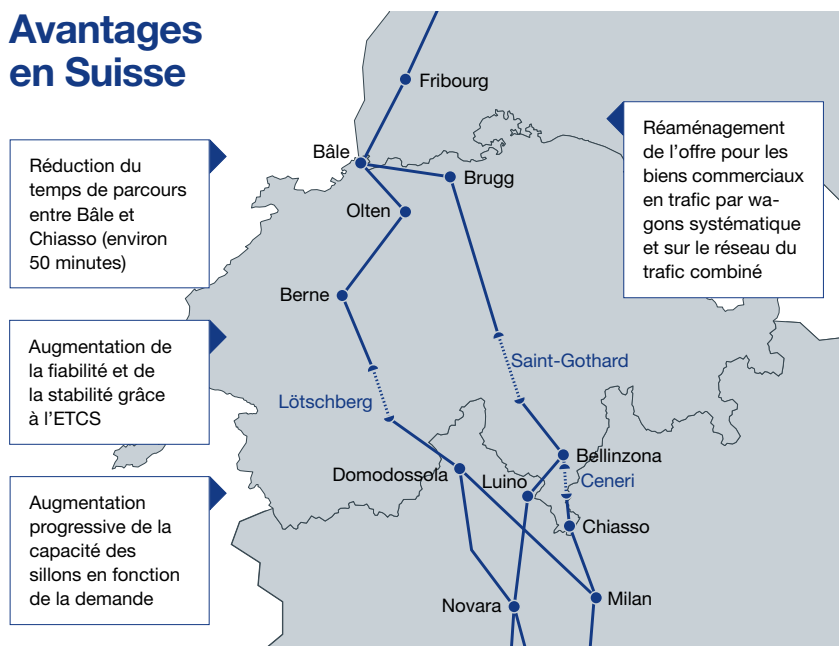 Avantages
en Suisse
Réduction du
temps de parcours
entre Bâle et
Chiasso (environ
50 minutes)
Augmentation de
la fiabilité et de
la stabilité grâce
à l’ETCS
Augmentation
progressive de la
capacité des
sillons en fonction
de la demande
Réaménagement
de l’offre pour les
biens commerciaux
en trafic par wa-
gons systématique
et sur le réseau du
trafic combiné
Fribourg
Bâle
Brugg
Olten
Berne
Saint-Gothard
Lötschberg
Bellinzona
Domodossola
Luino
Ceneri
Chiasso
Novara
Milan